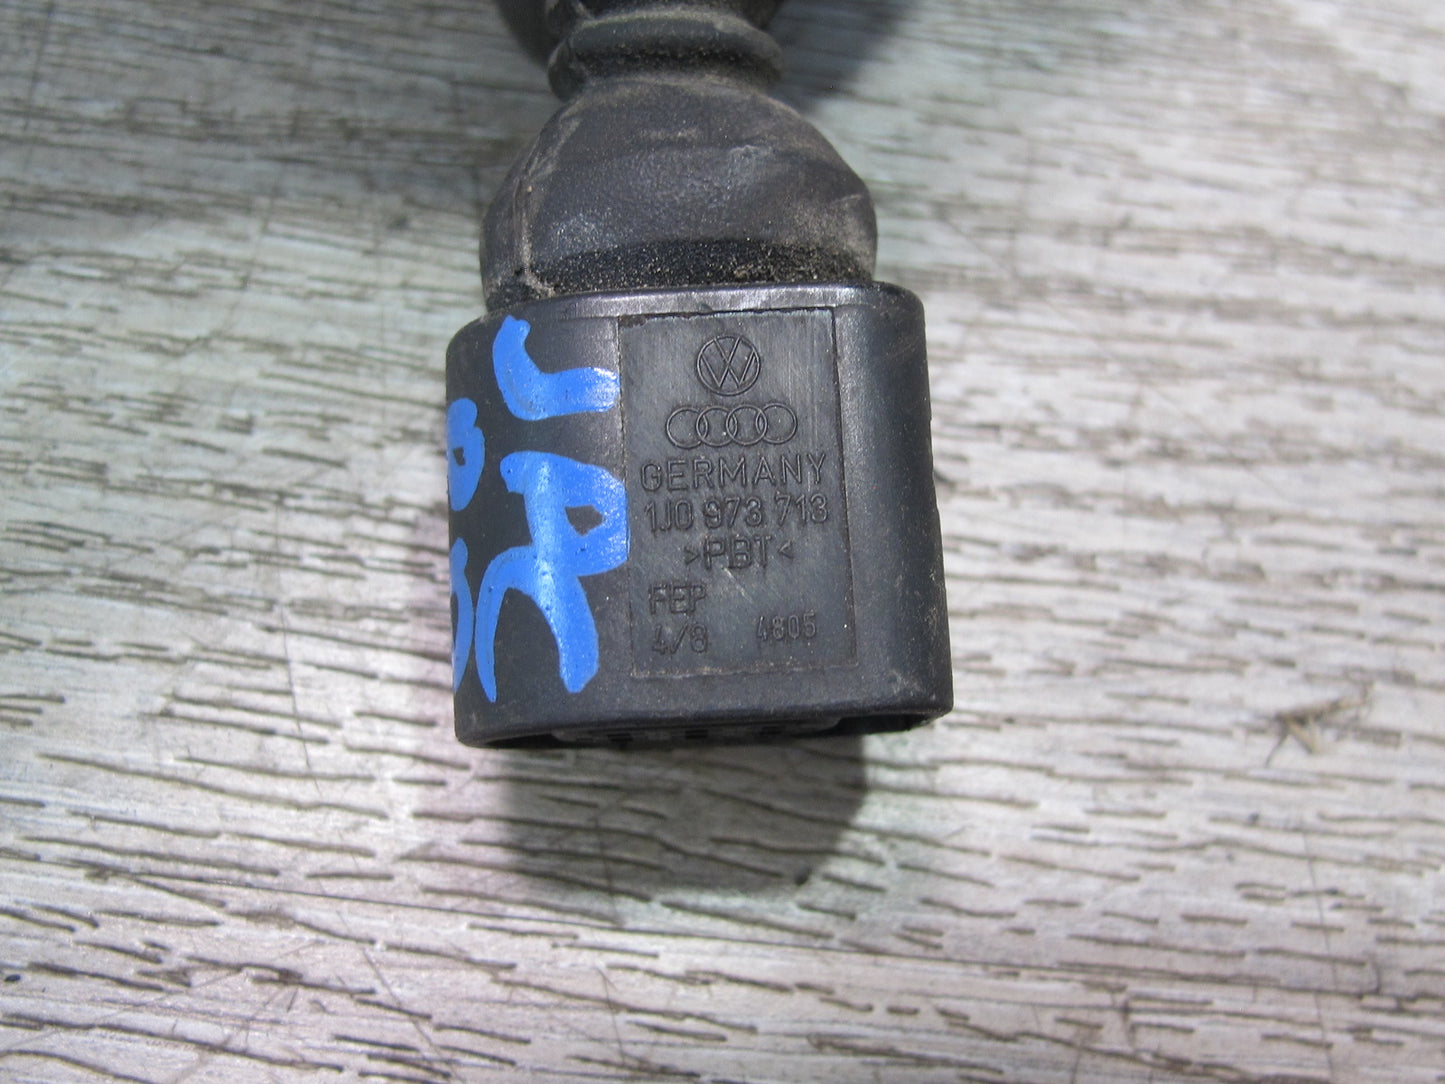 GERMANY
1J0 973 713
>PBT<
FEP
4/8 4805